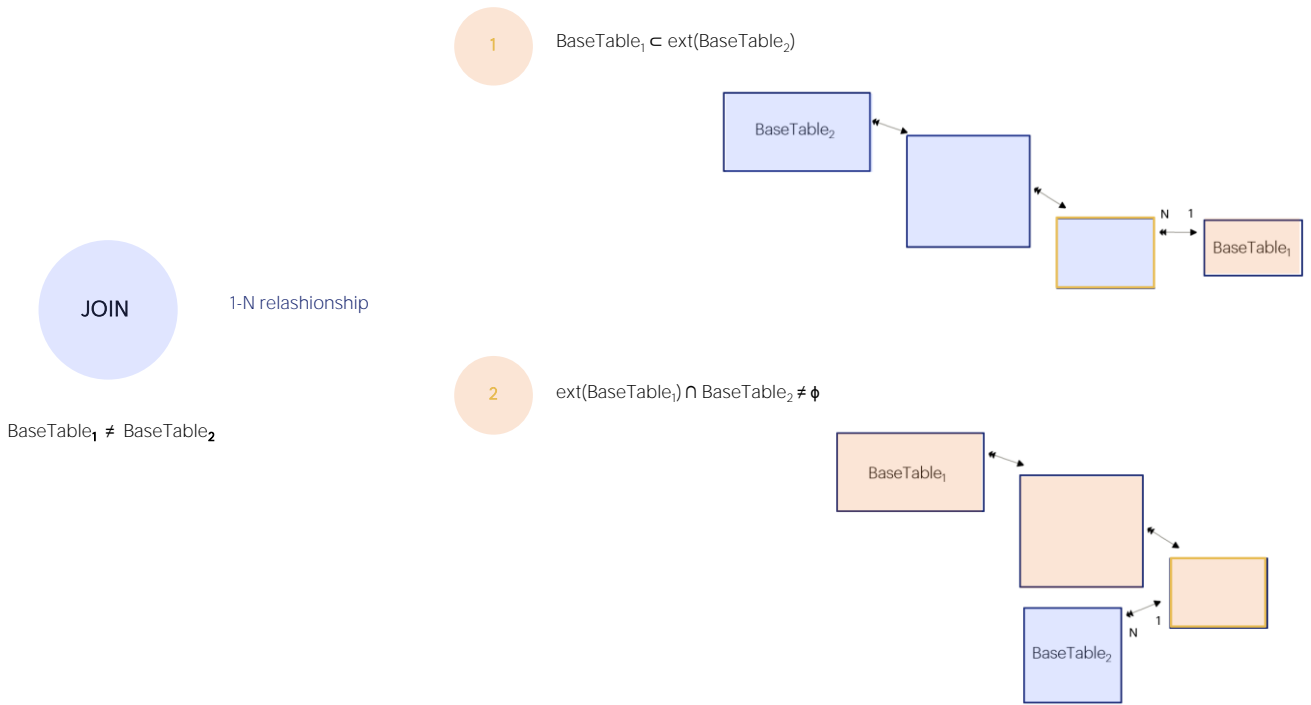 1
BaseTable₁ ⊂ ext(BaseTable₂)
BaseTable₂
N 1
BaseTable₁
JOIN
1-N relashionship
BaseTable₁ ≠ BaseTable₂
2
ext(BaseTable₁) ∩ BaseTable₂ ≠ ϕ
BaseTable₁
1
N
BaseTable₂